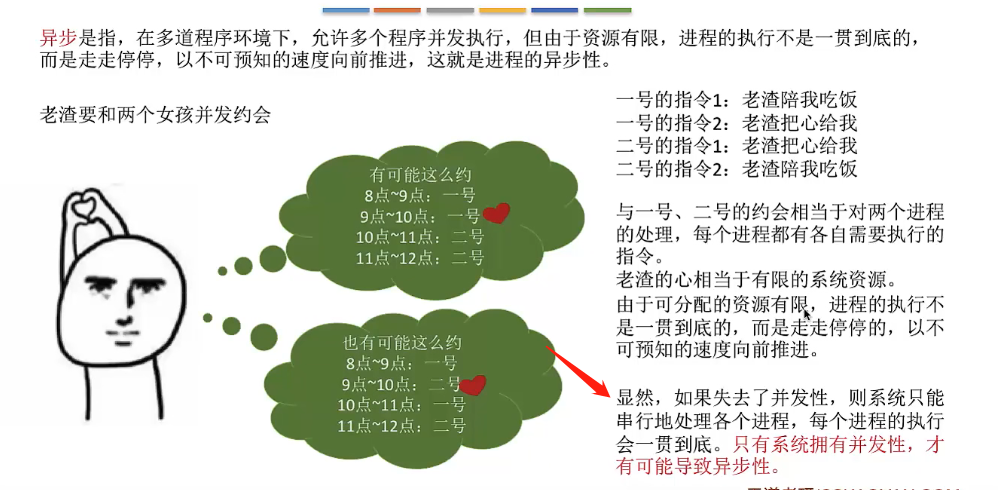 异步是指，在多道程序环境下，允许多个程序并发执行，但由于资源有限，进程的执行不是一贯到底的，
而是走走停停，以不可预知的速度向前推进，这就是进程的异步性。
老渣要和两个女孩并发约会
有可能这么约
8点~9点：一号
9点~10点：一号
10点~11点：二号
11点~12点：二号
也有可能这么约
8点~9点：一号
9点~10点：二号
10点~11点：一号
11点~12点：二号
一号的指令1：老渣陪我吃饭
一号的指令2：老渣把心给我
二号的指令1：老渣把心给我
二号的指令2：老渣陪我吃饭
与一号、二号的约会相当于对两个进程
的处理，每个进程都有各自需要执行的
指令。
老渣的心相当于有限的系统资源。
由于可分配的资源有限，进程的执行不
是一贯到底的，而是走走停停的，以不
可预知的速度向前推进。
显然，如果失去了并发性，则系统只能
串行地处理各个进程，每个进程的执行
会一贯到底。只有系统拥有并发性，才
有可能导致异步性。